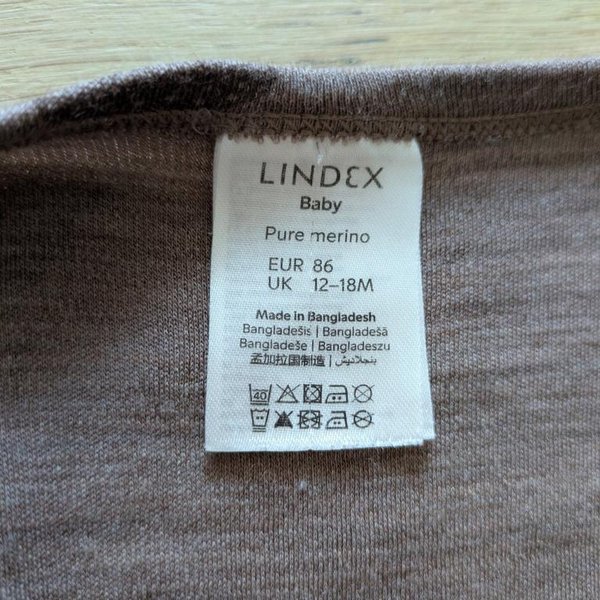 LINDEX
Baby
Pure merino
EUR 86
UK 12–18M
Made in Bangladesh
Bangladešis | Bangladešā
Bangladeše | Bangladeszu
孟加拉国制造 | بنجلاديش
40